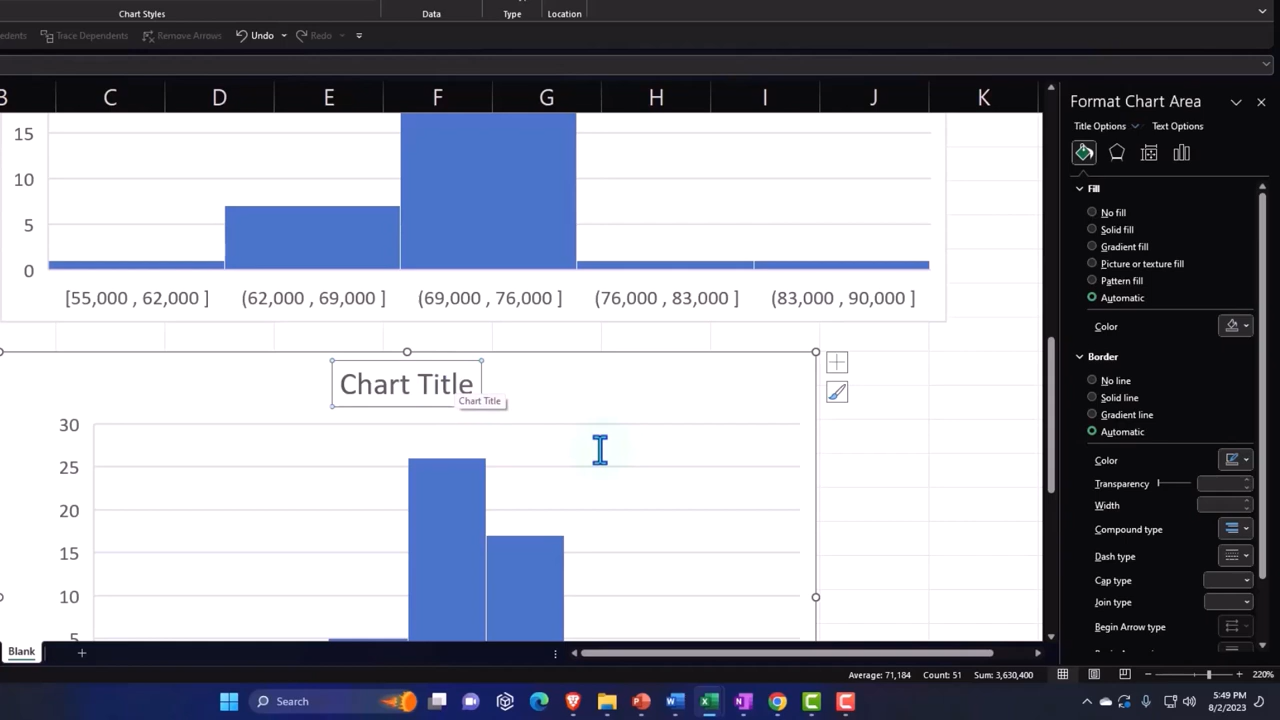 Chart Styles
Data
Type
Location
edents
Trace Dependents
Remove Arrows
Undo
Redo
B C D E F G H I J K
15
10
5
0
[55,000 , 62,000 ] (62,000 , 69,000 ] (69,000 , 76,000 ] (76,000 , 83,000 ] (83,000 , 90,000 ]
Chart Title
Chart Title
30
25
20
15
10
5
Format Chart Area
Title Options
Text Options
Fill
No fill
Solid fill
Gradient fill
Picture or texture fill
Pattern fill
Automatic
Color
Border
No line
Solid line
Gradient line
Automatic
Color
Transparency
Width
Compound type
Dash type
Cap type
Join type
Begin Arrow type
Blank
Average: 71,184 Count: 51 Sum: 3,630,400
220%
Search
5:49 PM
8/2/2023